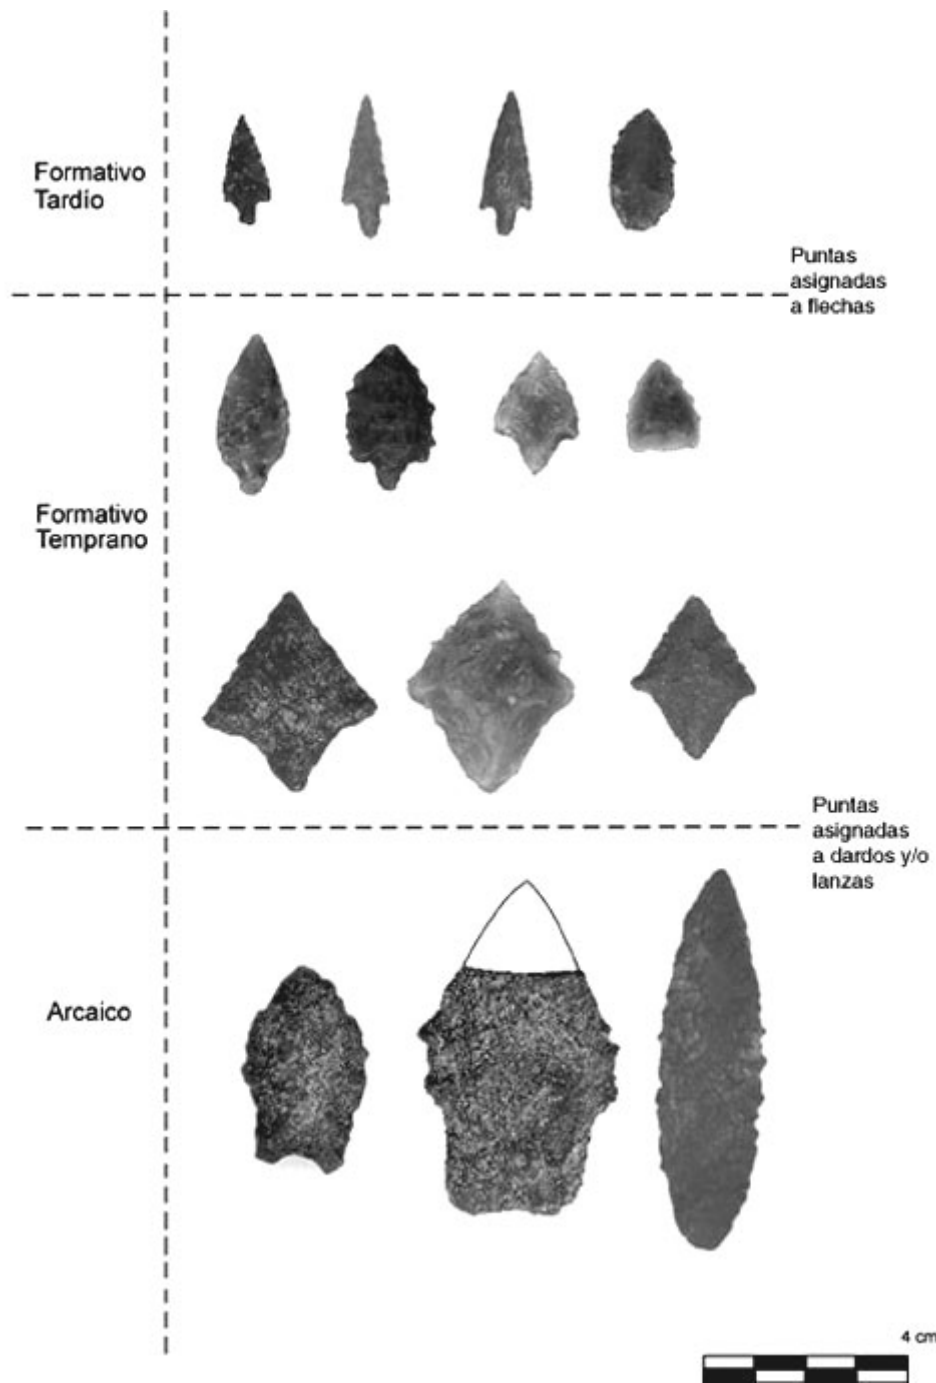 Formativo
Tardío
Puntas
asignadas
a flechas
Formativo
Temprano
Puntas
asignadas
a dardos y/o
lanzas
Arcaico
4 cm